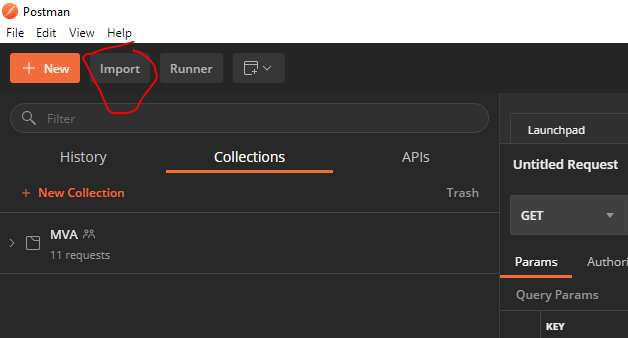 Postman
File Edit View Help
+ New Import Runner
Filter
Launchpad
History Collections APIs
Untitled Request
+ New Collection Trash
GET
MVA
11 requests
Params Authori
Query Params
KEY